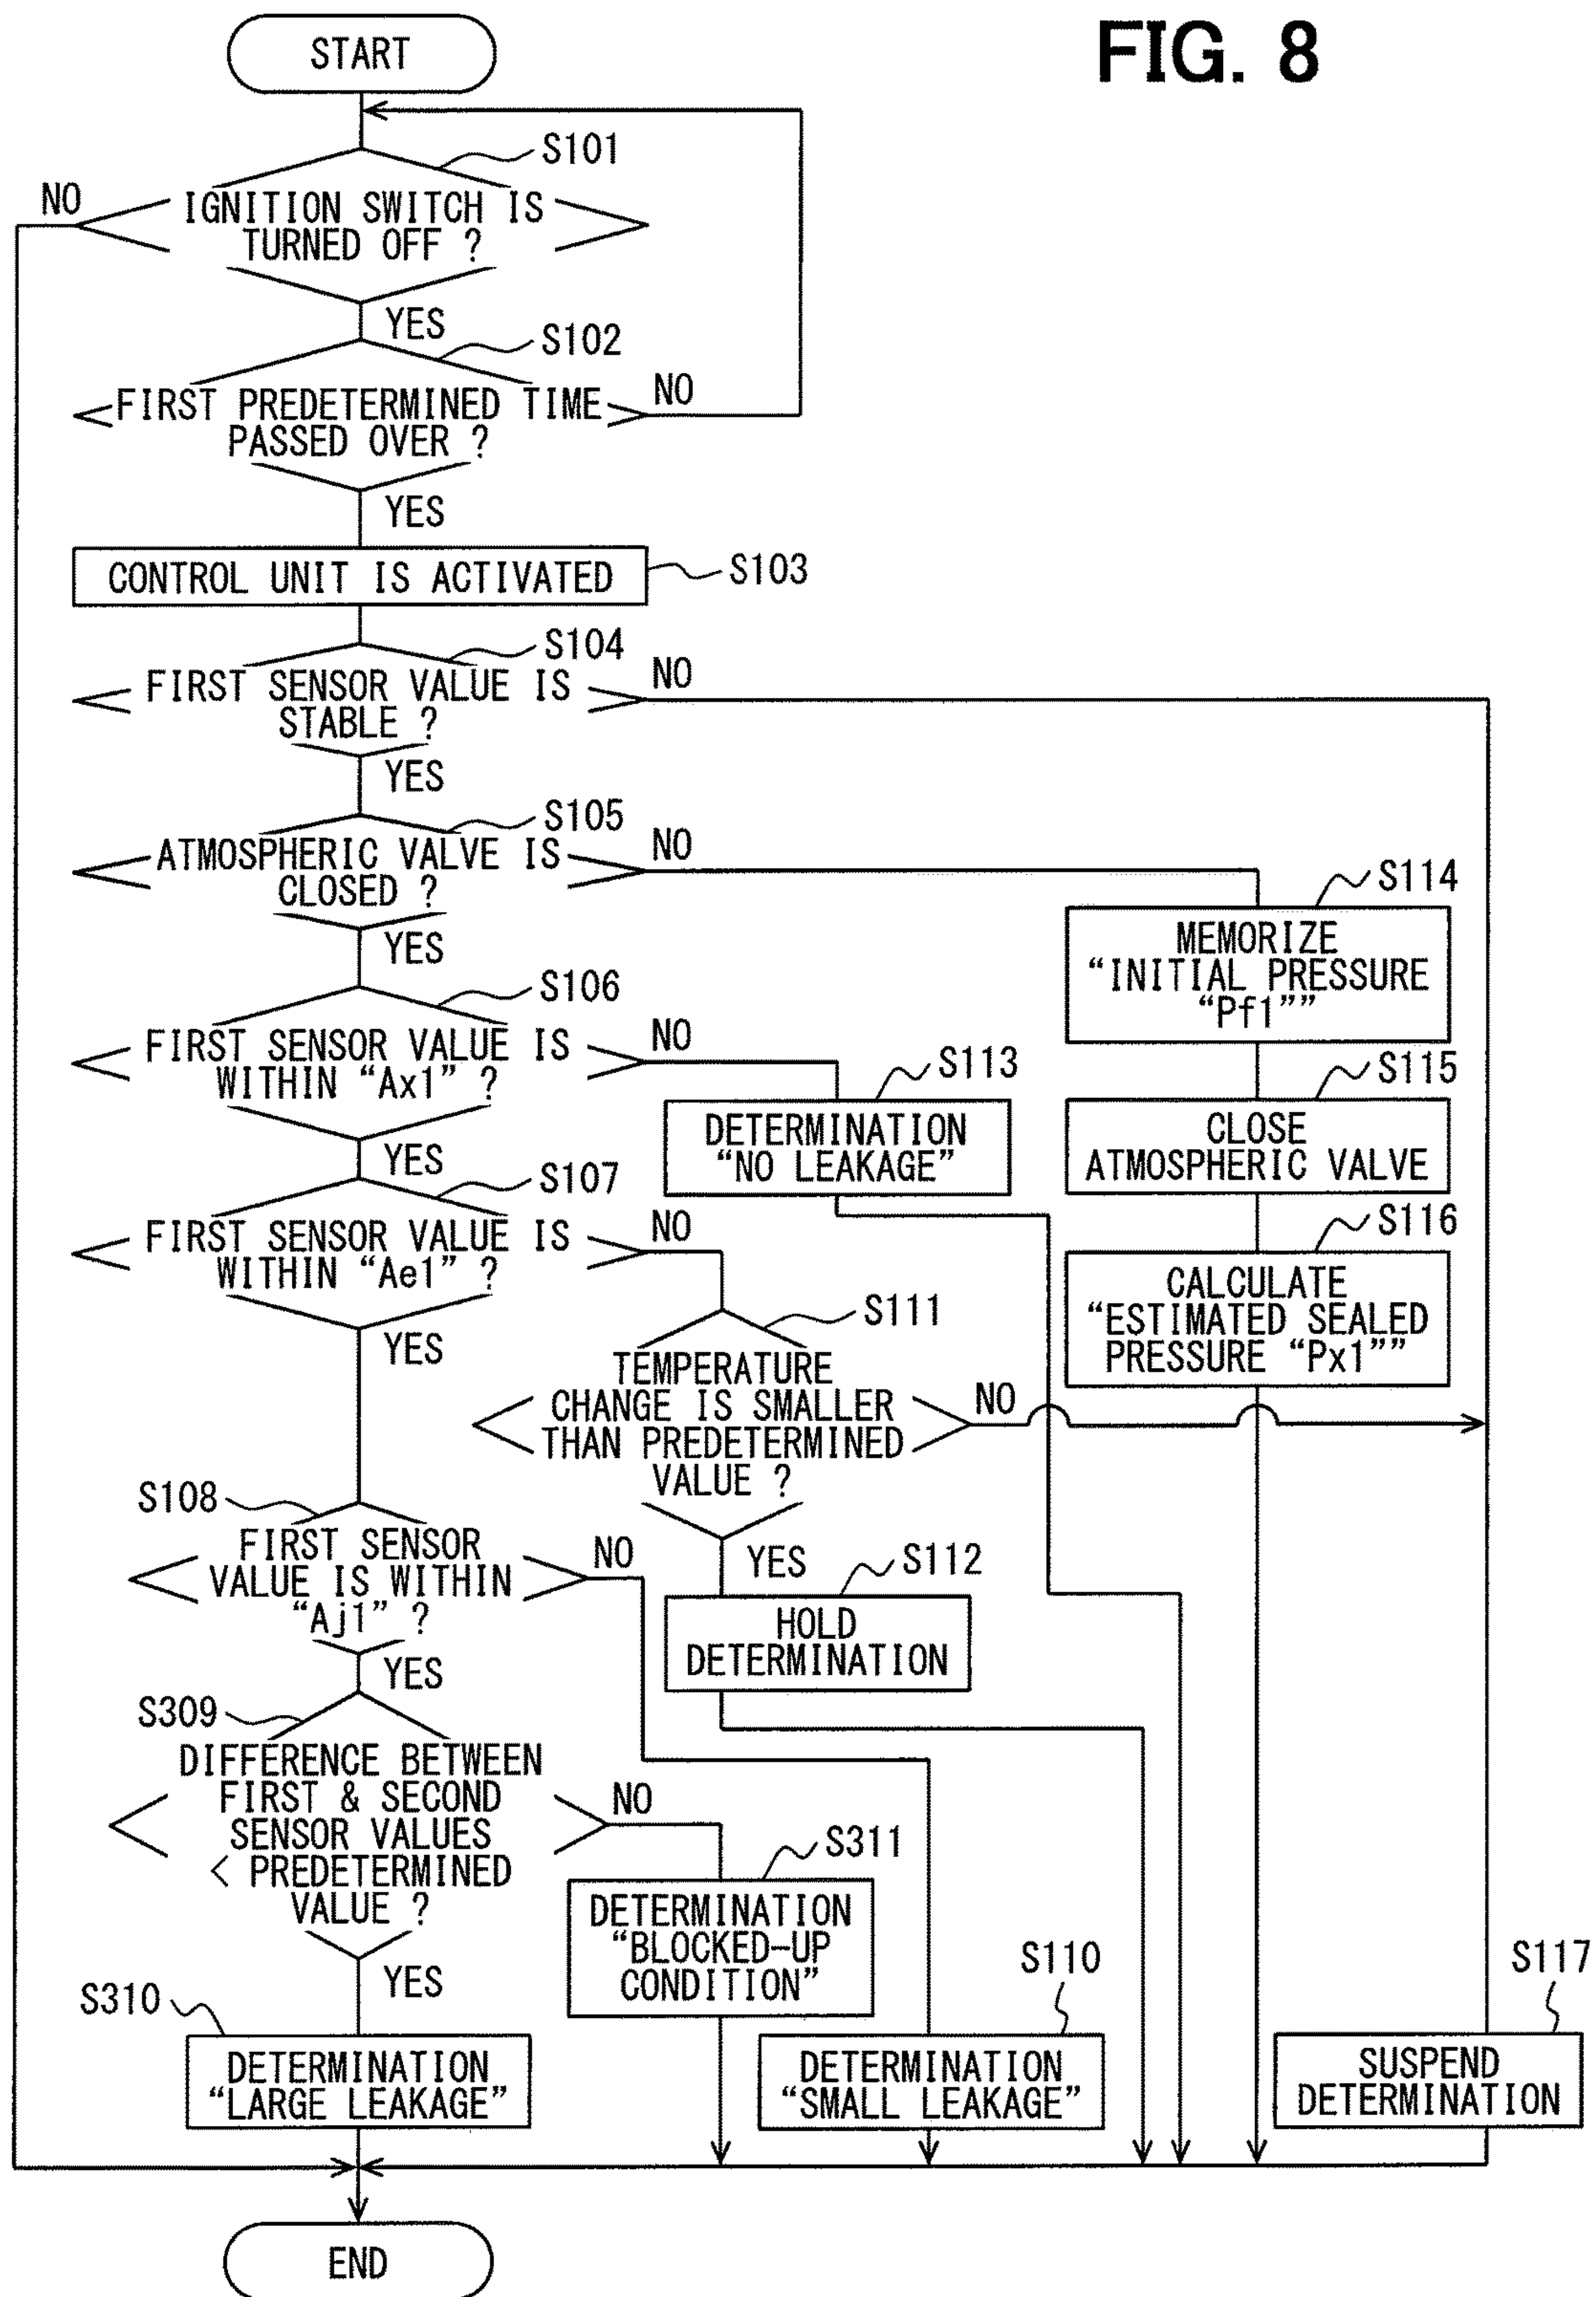 FIG. 8
START
S101
NO
IGNITION SWITCH IS
TURNED OFF ?
YES
S102
FIRST PREDETERMINED TIME
PASSED OVER ?
NO
YES
CONTROL UNIT IS ACTIVATED
S103
S104
FIRST SENSOR VALUE IS
STABLE ?
NO
YES
S105
ATMOSPHERIC VALVE IS
CLOSED ?
NO
YES
S114
MEMORIZE
“INITIAL PRESSURE
“Pf1””
S106
FIRST SENSOR VALUE IS
WITHIN “Ax1” ?
NO
YES
S113
DETERMINATION
“NO LEAKAGE”
S115
CLOSE
ATMOSPHERIC VALVE
S107
FIRST SENSOR VALUE IS
WITHIN “Ae1” ?
NO
YES
S116
CALCULATE
“ESTIMATED SEALED
PRESSURE “Px1””
S111
TEMPERATURE
CHANGE IS SMALLER
THAN PREDETERMINED
VALUE ?
NO
YES
S108
FIRST SENSOR
VALUE IS WITHIN
“Aj1” ?
NO
YES
S112
HOLD
DETERMINATION
S309
DIFFERENCE BETWEEN
FIRST & SECOND
SENSOR VALUES
< PREDETERMINED
VALUE ?
NO
YES
S311
DETERMINATION
“BLOCKED-UP
CONDITION”
S310
DETERMINATION
“LARGE LEAKAGE”
S110
DETERMINATION
“SMALL LEAKAGE”
S117
SUSPEND
DETERMINATION
END